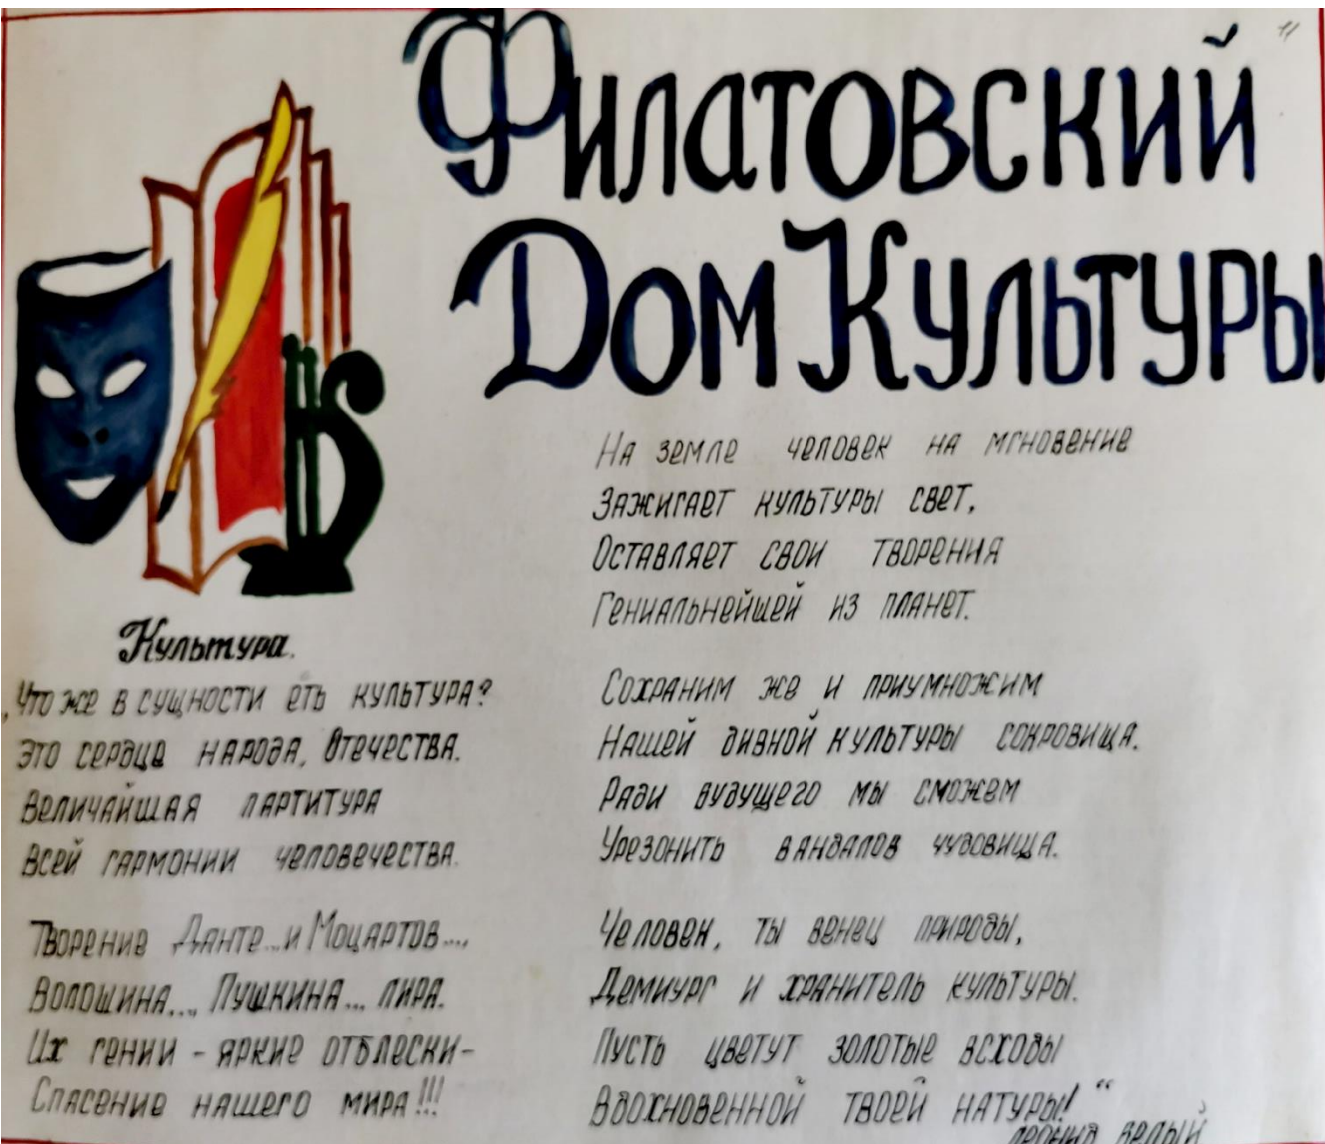 Филатовский
Дом Культуры
Культура.
„Что же в сущности еть культура?
Это сердце народа, Отечества.
Величайшая партитура
Всей гармонии человечества.
Творение Данте...и Моцартов....,
Волошина..., Пушкина... лира.
Их гении - яркие отблески-
Спасение нашего мира!!!
На земле человек на мгновение
Зажигает культуры свет,
Оставляет свои творения
Гениальнейшей из планет.
Сохраним же и приумножим
Нашей дивной культуры сокровища.
Ради будущего мы сможем
Урезонить вандалов чудовища.
Человек, ты венец природы,
Демиург и хранитель культуры.
Пусть цветут золотые всходы
Вдохновенной твоей натуры!“
Леонид Белый